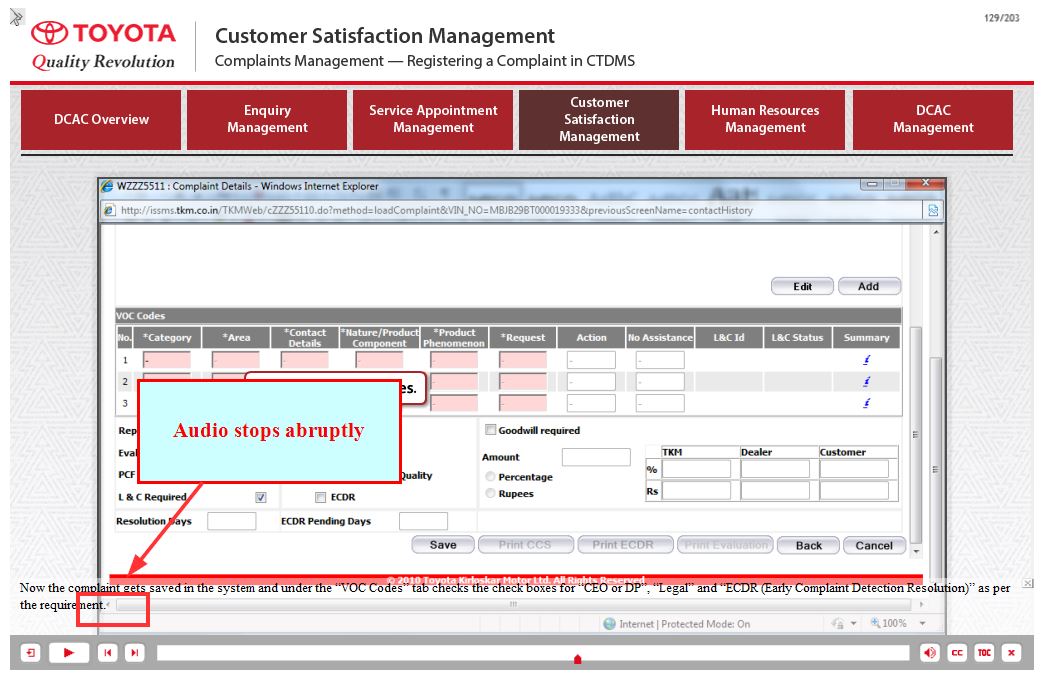 129/203
TOYOTA
Quality Revolution
Customer Satisfaction Management
Complaints Management — Registering a Complaint in CTDMS
DCAC Overview
Enquiry
Management
Service Appointment
Management
Customer
Satisfaction
Management
Human Resources
Management
DCAC
Management
WZZZ5511 : Complaint Details - Windows Internet Explorer
http://issms.tkm.co.in/TKMWeb/cZZZ55110.do?method=loadComplaint&VIN_NO=MBJB29BT000019333&previousScreenName=contactHistory
Edit Add
VOC Codes
No. *Category *Area *Contact Details *Nature/Product Component *Product Phenomenon *Request Action No Assistance L&C Id L&C Status Summary
1
2
3
es.
Audio stops abruptly
Rep
Eval
PCF
Quality
L & C Required ECDR
Resolution Days ECDR Pending Days
Goodwill required
Amount
Percentage
Rupees
TKM Dealer Customer
%
Rs
Save Print CCS Print ECDR Print Evaluation Back Cancel
© 2010 Toyota Kirloskar Motor Ltd. All Rights Reserved
Now the complaint gets saved in the system and under the “VOC Codes” tab checks the check boxes for “CEO or DP”, “Legal” and “ECDR (Early Complaint Detection Resolution)” as per
the requirement.
Internet | Protected Mode: On 100%
CC TOC